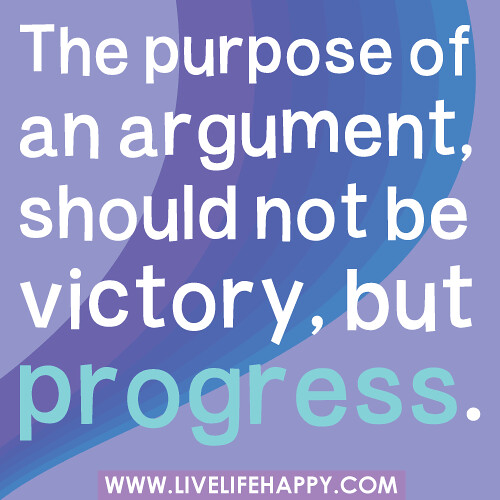 The purpose of
an argument,
should not be
victory, but
progress.
WWW.LIVELIFEHAPPY.COM